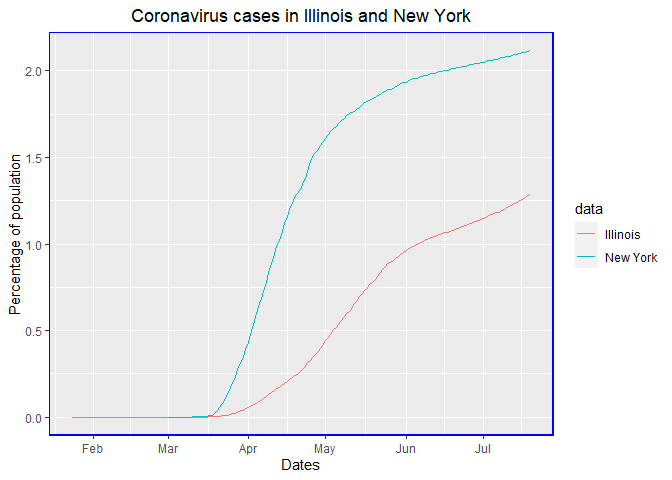 Coronavirus cases in Illinois and New York
Percentage of population
2.0
1.5
1.0
0.5
0.0
Feb Mar Apr May Jun Jul
Dates
data
Illinois
New York